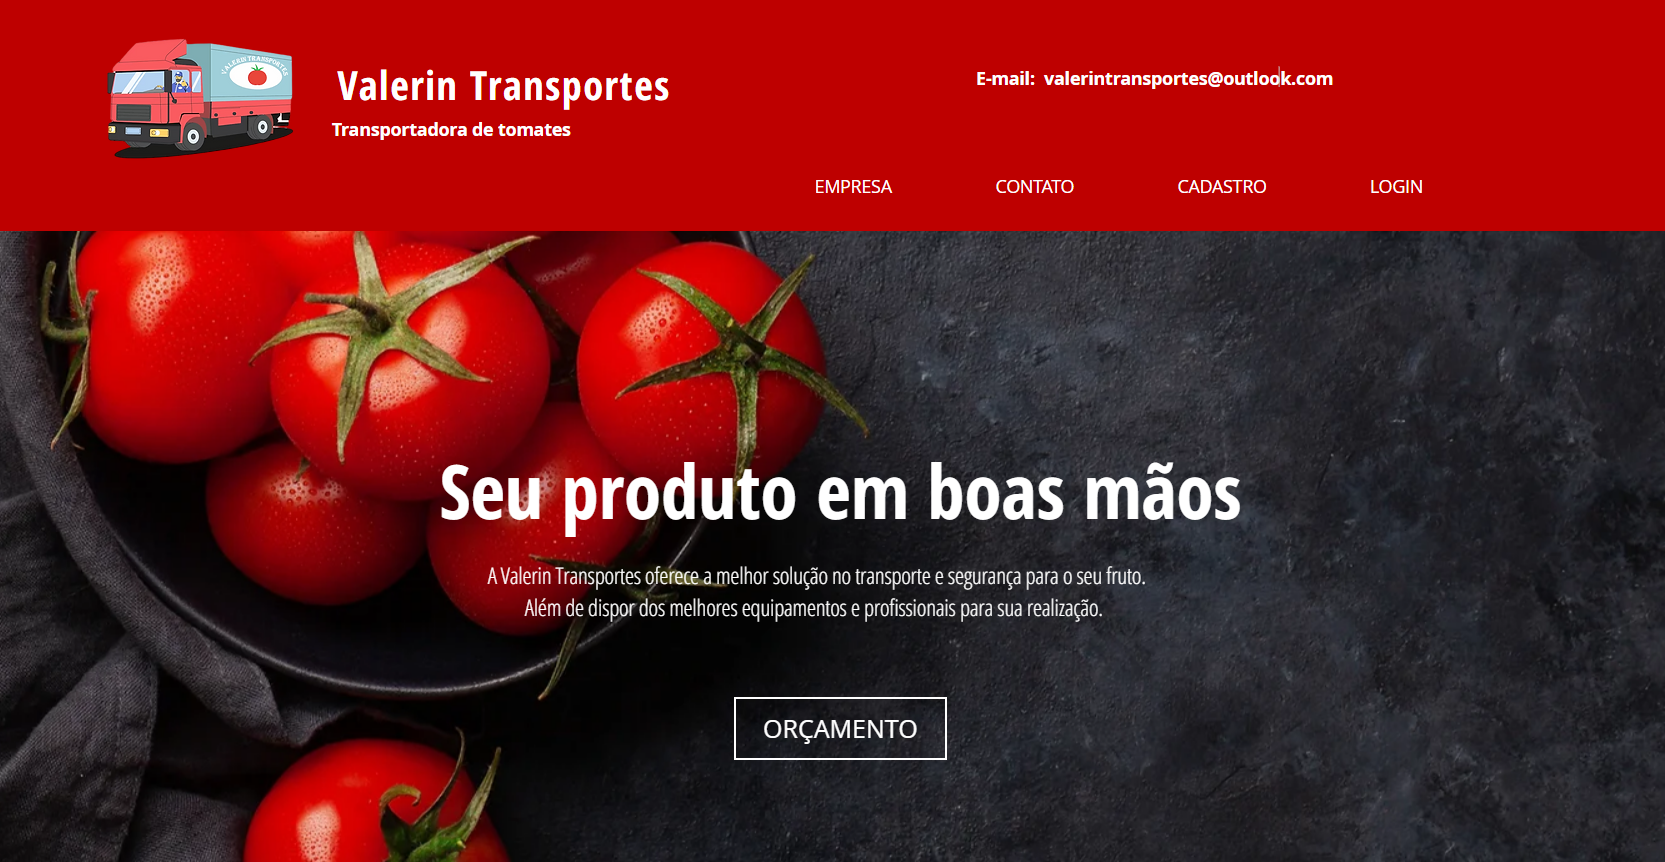 VALERIN TRANSPORTES
Valerin Transportes
Transportadora de tomates
E-mail: valerintransportes@outlook.com
EMPRESA CONTATO CADASTRO LOGIN
Seu produto em boas mãos
A Valerin Transportes oferece a melhor solução no transporte e segurança para o seu fruto.
Além de dispor dos melhores equipamentos e profissionais para sua realização.
ORÇAMENTO